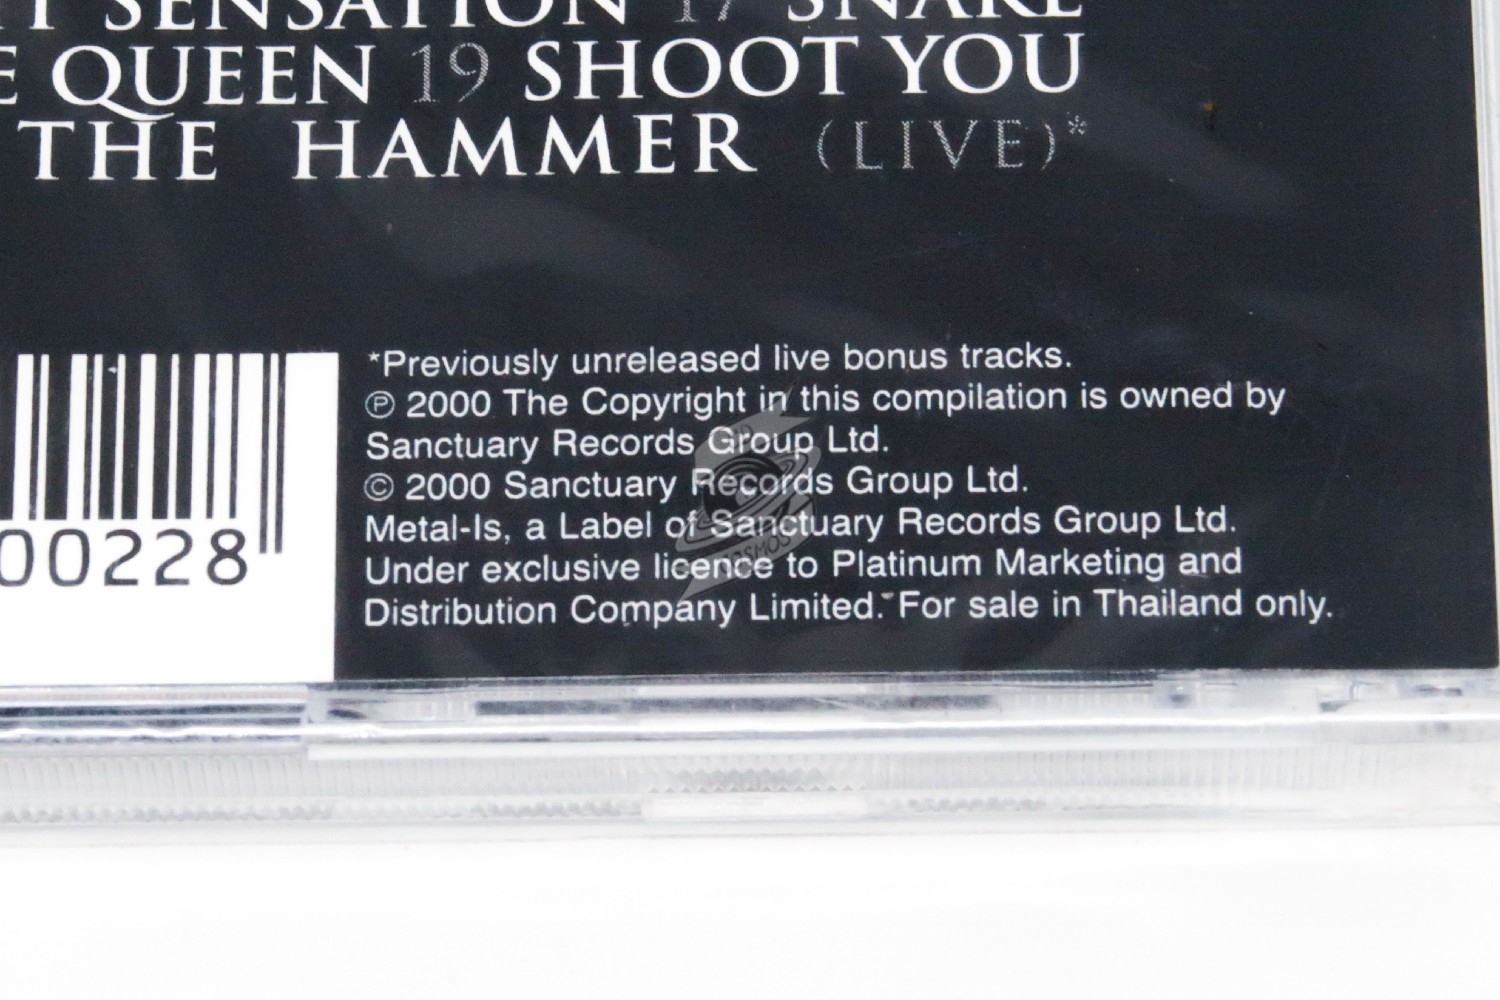 SENSATION 17 SNAKE
E QUEEN 19 SHOOT YOU
THE HAMMER (LIVE)*
*Previously unreleased live bonus tracks.
℗ 2000 The Copyright in this compilation is owned by
Sanctuary Records Group Ltd.
© 2000 Sanctuary Records Group Ltd.
Metal-Is, a Label of Sanctuary Records Group Ltd.
Under exclusive licence to Platinum Marketing and
Distribution Company Limited. For sale in Thailand only.
00228